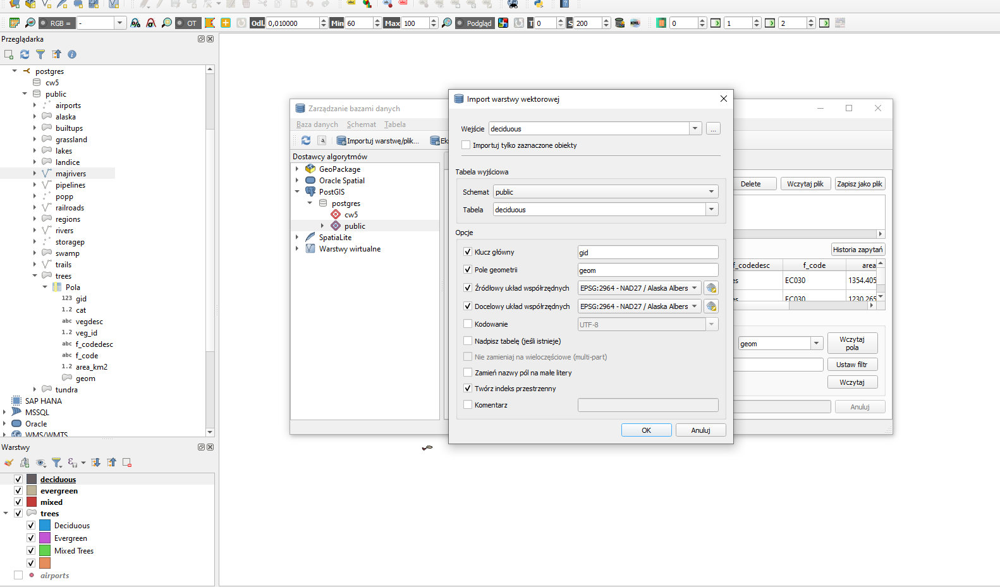 RGB =
-
OT
Odl.
0,010000
Min
60
Max
100
Podgląd
T
0
S
200
KML
0
1
2
Przeglądarka
postgres
cw5
public
airports
alaska
builtups
grassland
lakes
landice
majrivers
pipelines
popp
railroads
regions
rivers
storagep
swamp
trails
trees
Pola
123 gid
1.2 cat
abc vegdesc
1.2 veg_id
abc f_codedesc
abc f_code
1.2 area_km2
geom
tundra
SAP HANA
MSSQL
Oracle
WMS/WMTS
Warstwy
deciduous
evergreen
mixed
trees
Deciduous
Evergreen
Mixed Trees
airports
Zarządzanie bazami danych
Baza danych Schemat Tabela
Importuj warstwę/plik...
Dostawcy algorytmów
GeoPackage
Oracle Spatial
PostGIS
postgres
cw5
public
SpatiaLite
Warstwy wirtualne
Import warstwy wektorowej
Wejście deciduous ...
Importuj tylko zaznaczone obiekty
Tabela wyjściowa
Schemat public
Tabela deciduous
Opcje
Klucz główny gid
Pole geometrii geom
Źródłowy układ współrzędnych EPSG:2964 - NAD27 / Alaska Albers
Docelowy układ współrzędnych EPSG:2964 - NAD27 / Alaska Albers
Kodowanie UTF-8
Nadpisz tabelę (jeśli istnieje)
Nie zamieniaj na wieloczęściowe (multi-part)
Zamień nazwy pól na małe litery
Twórz indeks przestrzenny
Komentarz
OK Anuluj
Delete Wczytaj plik Zapisz jako plik
Historia zapytań
f_codedesc f_code area
es EC030 1354.405
es EC030 1230.265
geom
Wczytaj
pola
Ustaw filtr
Wczytaj
Anuluj